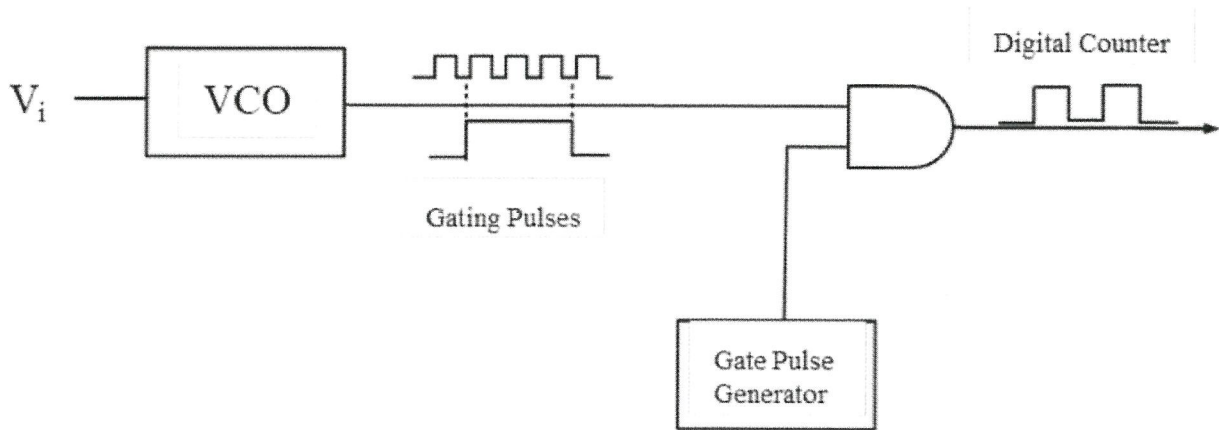 Digital Counter
Vi
VCO
Gating Pulses
Gate Pulse
Generator